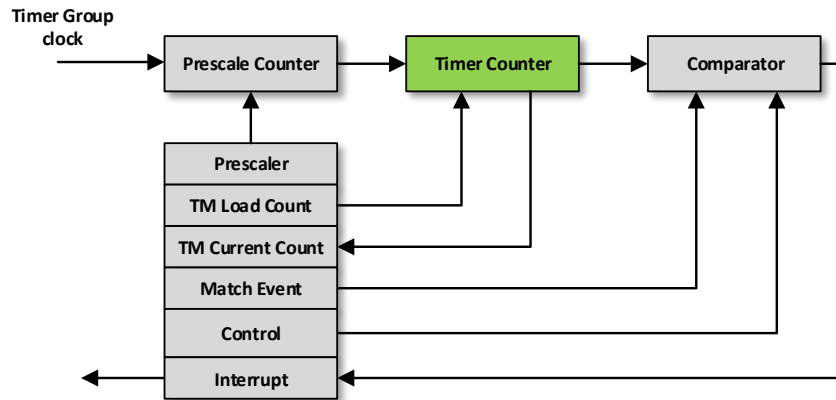 Timer Group
clock
Prescale Counter
Timer Counter
Comparator
Prescaler
TM Load Count
TM Current Count
Match Event
Control
Interrupt